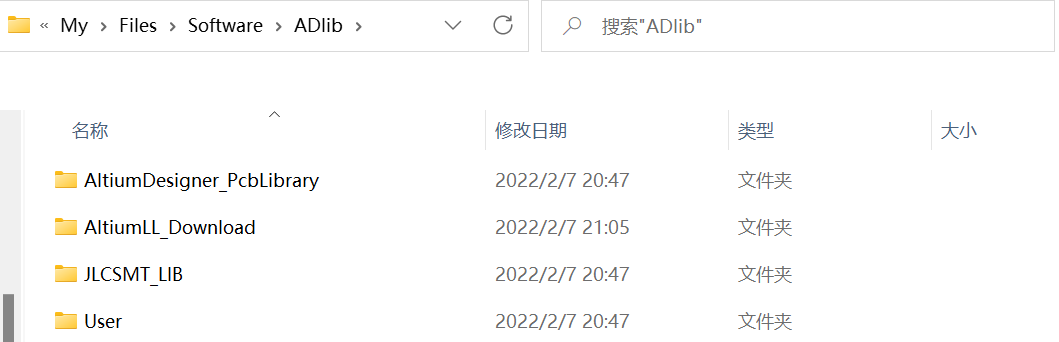 « My > Files > Software > ADlib > 搜索"ADlib"
名称 修改日期 类型 大小
AltiumDesigner_PcbLibrary 2022/2/7 20:47 文件夹
AltiumLL_Download 2022/2/7 21:05 文件夹
JLCSMT_LIB 2022/2/7 20:47 文件夹
User 2022/2/7 20:47 文件夹